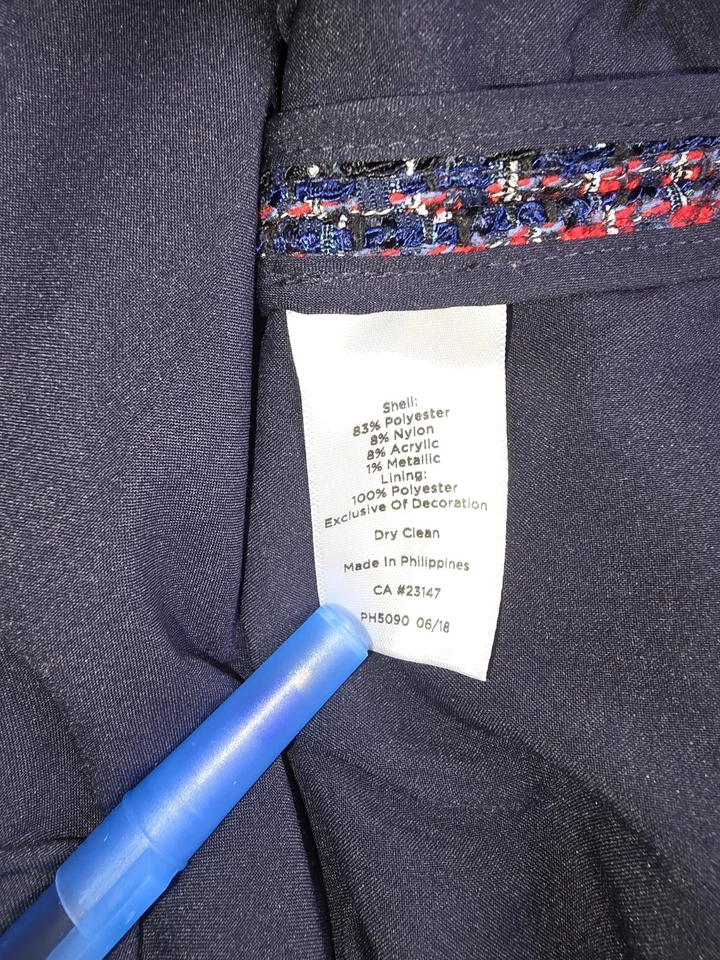 Shell:
83% Polyester
8% Nylon
8% Acrylic
1% Metallic
Lining:
100% Polyester
Exclusive Of Decoration
Dry Clean
Made In Philippines
CA #23147
PH5090 06/18